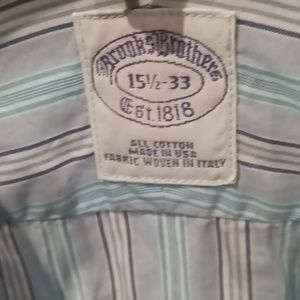 Brooks Brothers
15½-33
Est. 1818
ALL COTTON
MADE IN USA
FABRIC WOVEN IN ITALY